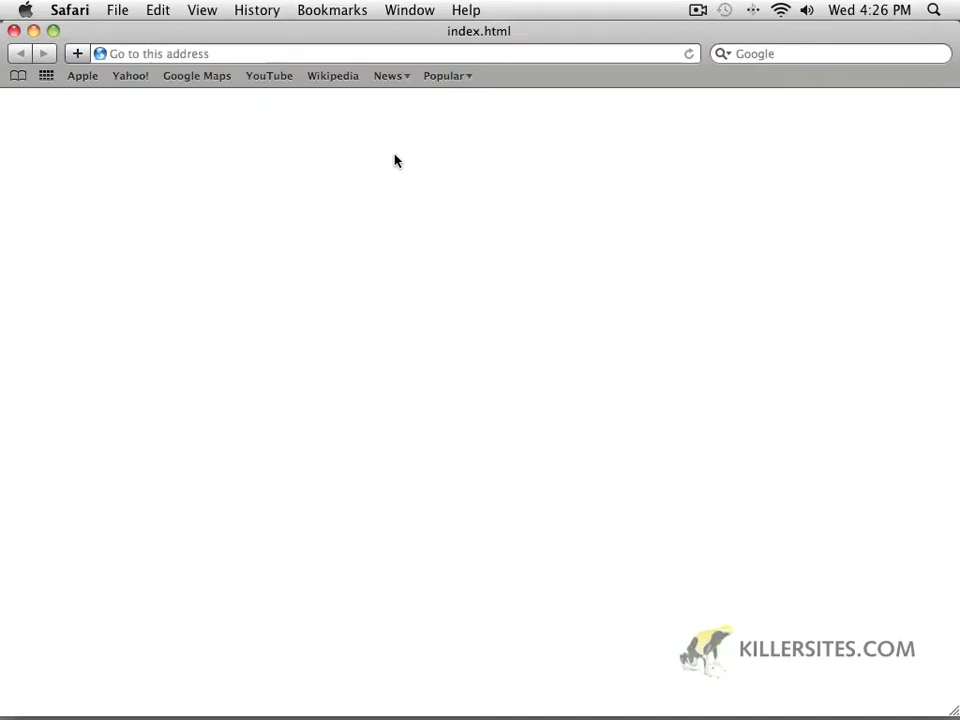 Safari File Edit View History Bookmarks Window Help Wed 4:26 PM
index.html
+ Go to this address Google
Apple Yahoo! Google Maps YouTube Wikipedia News▾ Popular▾
KILLERSITES.COM